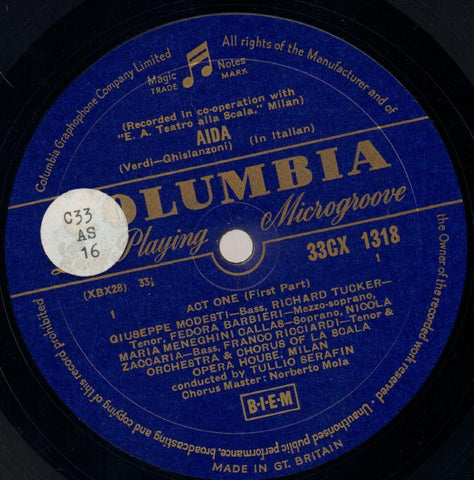 Columbia Graphophone Company Limited
All rights of the Manufacturer and of
the Owner of the recorded work reserved - Unauthorised public performance, broadcasting and copying of this record prohibited
Magic Notes
TRADE MARK
(Recorded in co-operation with
"E. A. Teatro alla Scala," Milan)
AIDA
(Verdi—Ghislanzoni) (In Italian)
OLUMBIA
Playing Microgroove
C33
AS
16
33CX 1318
(XBX28) 33⅓
1
1
ACT ONE (First Part)
GIUSEPPE MODESTI—Bass, RICHARD TUCKER—
Tenor, FEDORA BARBIERI—Mezzo-soprano,
MARIA MENEGHINI CALLAS—Soprano, NICOLA
ZACCARIA—Bass, FRANCO RICCIARDI—Tenor &
ORCHESTRA & CHORUS OF LA SCALA
OPERA HOUSE, MILAN
conducted by TULLIO SERAFIN
Chorus Master: Norberto Mola
B·I·E·M
MADE IN GT. BRITAIN